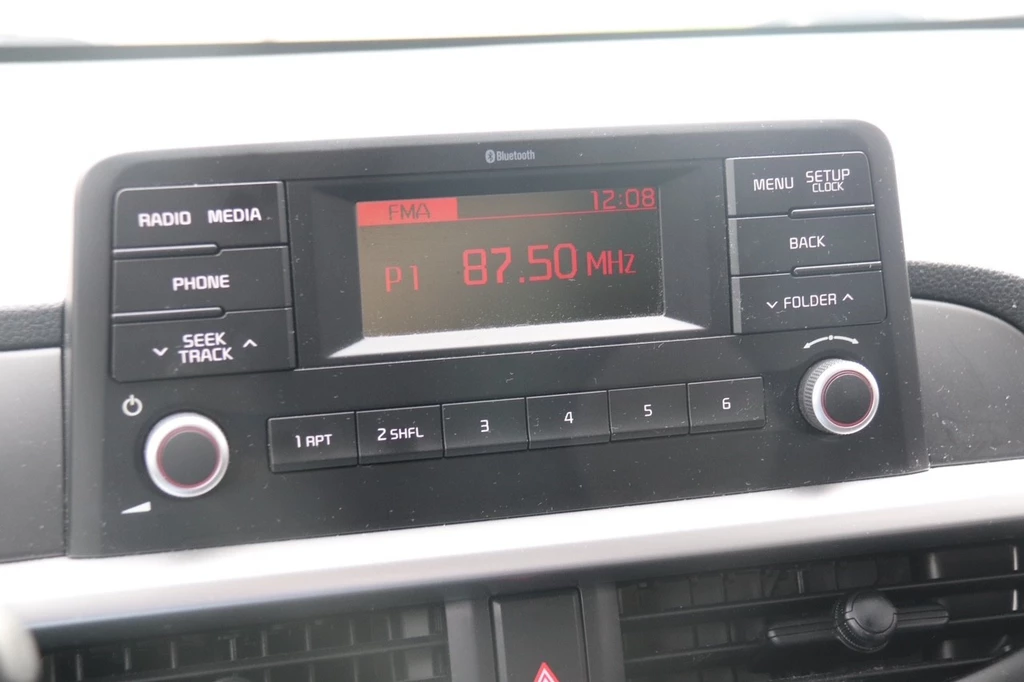 Bluetooth
RADIO MEDIA
PHONE
SEEK
TRACK
FMA 12:08
P1 87.50 MHz
MENU SETUP
CLOCK
BACK
FOLDER
1 RPT 2 SHFL 3 4 5 6